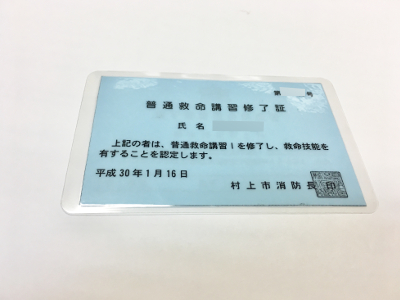 第 号
普通救命講習修了証
氏名
上記の者は、普通救命講習Ⅰを修了し、救命技能を
有することを認定します。
平成30年1月16日
村上市消防長 印